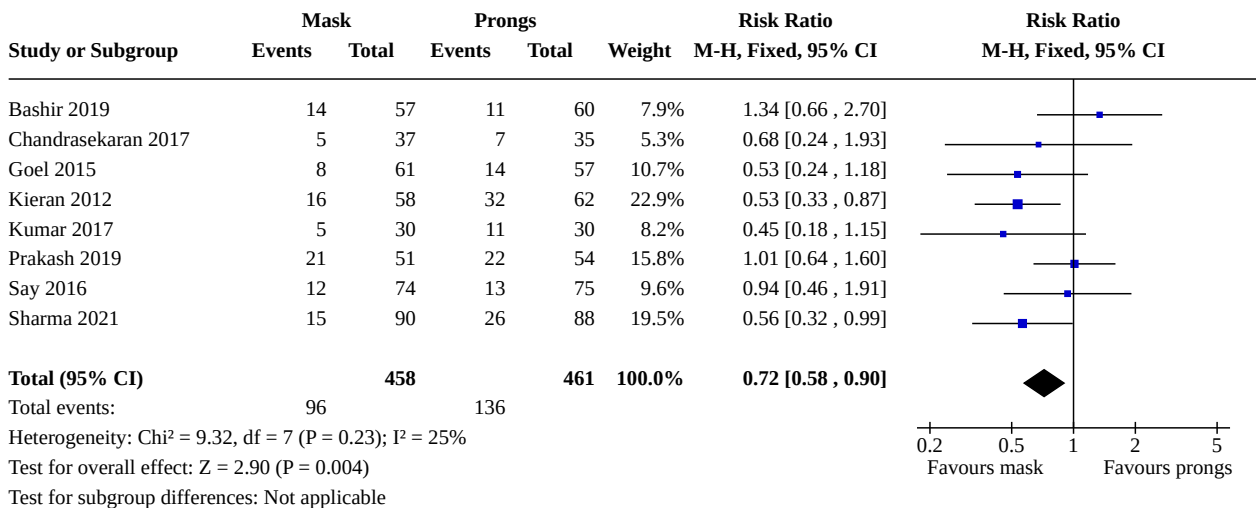 Mask Prongs Risk Ratio Risk Ratio
Study or Subgroup Events Total Events Total Weight M-H, Fixed, 95% CI M-H, Fixed, 95% CI
Bashir 2019 14 57 11 60 7.9% 1.34 [0.66 , 2.70]
Chandrasekaran 2017 5 37 7 35 5.3% 0.68 [0.24 , 1.93]
Goel 2015 8 61 14 57 10.7% 0.53 [0.24 , 1.18]
Kieran 2012 16 58 32 62 22.9% 0.53 [0.33 , 0.87]
Kumar 2017 5 30 11 30 8.2% 0.45 [0.18 , 1.15]
Prakash 2019 21 51 22 54 15.8% 1.01 [0.64 , 1.60]
Say 2016 12 74 13 75 9.6% 0.94 [0.46 , 1.91]
Sharma 2021 15 90 26 88 19.5% 0.56 [0.32 , 0.99]
Total (95% CI) 458 461 100.0% 0.72 [0.58 , 0.90]
Total events: 96 136
Heterogeneity: Chi² = 9.32, df = 7 (P = 0.23); I² = 25%
Test for overall effect: Z = 2.90 (P = 0.004)
Test for subgroup differences: Not applicable
0.2 0.5 1 2 5
Favours mask Favours prongs